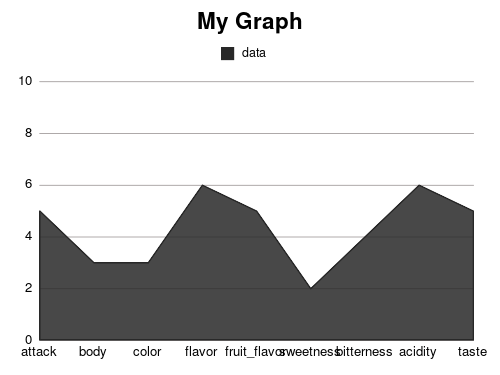 My Graph
data
10
8
6
4
2
0
attack body color flavor fruit_flavor sweetness bitterness acidity taste